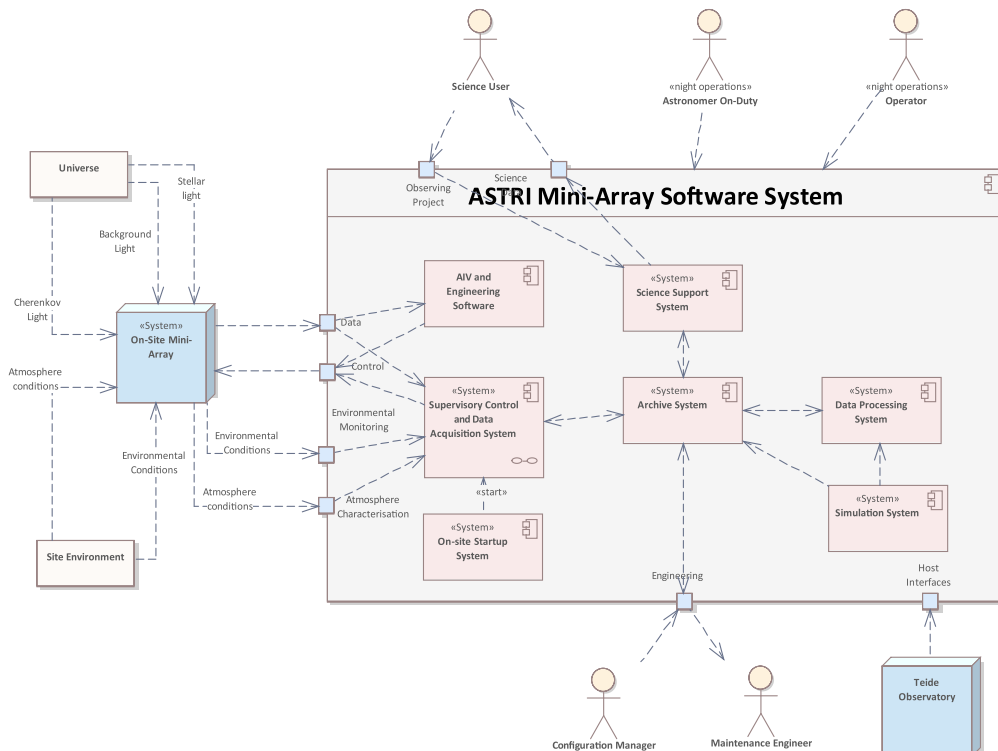 Science User
«night operations»
Astronomer On-Duty
«night operations»
Operator
Universe
Stellar
light
Background
Light
Cherenkov
Light
Atmosphere
conditions
«System»
On-Site Mini-
Array
Environmental
Conditions
Environmental
Conditions
Atmosphere
conditions
Site Environment
Observing
Project
Science
ASTRI Mini-Array Software System
Data
Control
Environmental
Monitoring
Atmosphere
Characterisation
AIV and
Engineering
Software
«System»
Science Support
System
«System»
Supervisory Control
and Data
Acquisition System
«System»
Archive System
«System»
Data Processing
System
«start»
«System»
On-site Startup
System
«System»
Simulation System
Engineering
Host
Interfaces
Configuration Manager
Maintenance Engineer
Teide
Observatory